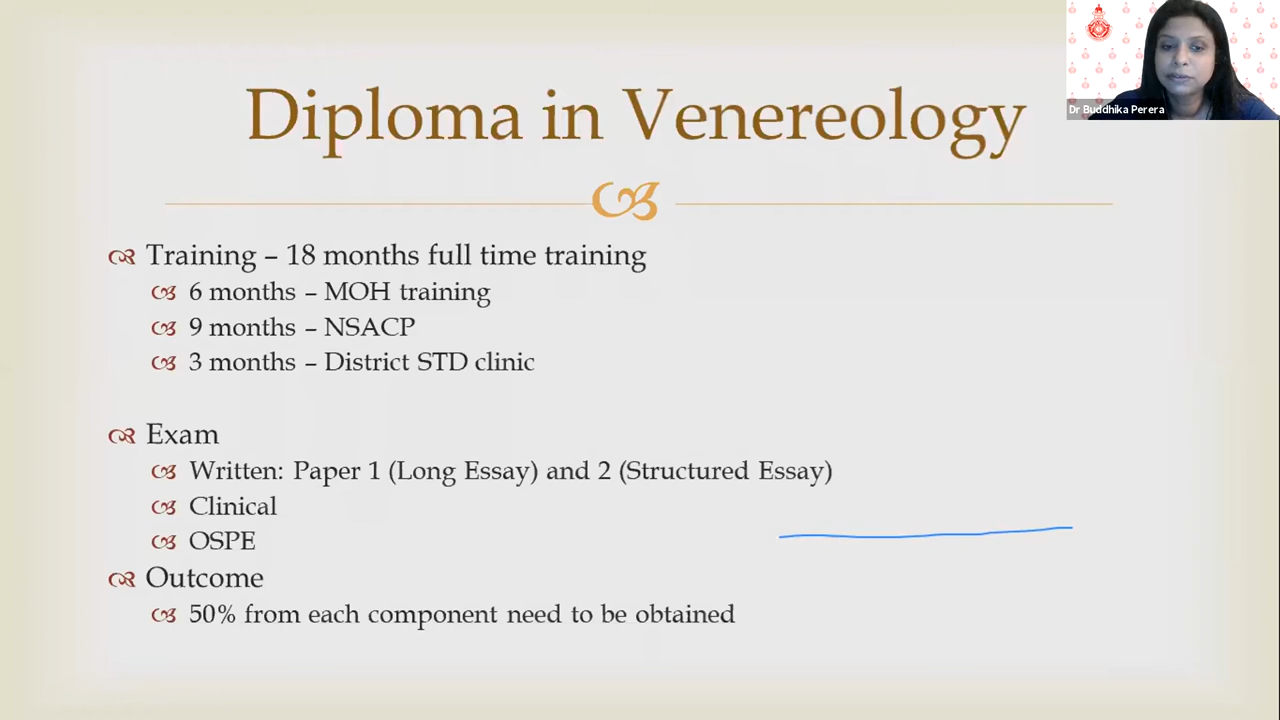 Dr Buddhika Perera
Diploma in Venereology
Training – 18 months full time training
6 months – MOH training
9 months – NSACP
3 months – District STD clinic
Exam
Written: Paper 1 (Long Essay) and 2 (Structured Essay)
Clinical
OSPE
Outcome
50% from each component need to be obtained